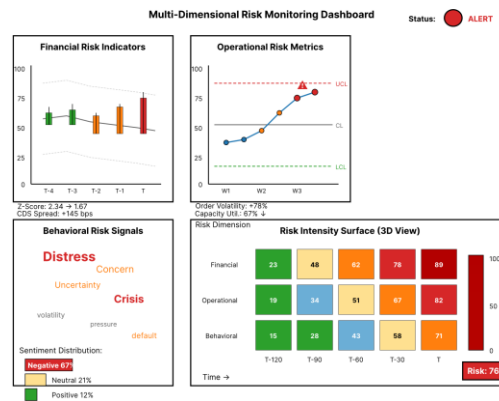 Multi-Dimensional Risk Monitoring Dashboard
Status: ALERT
Financial Risk Indicators
100
75
50
25
0
T-4 T-3 T-2 T-1 T
Z-Score: 2.34 → 1.67
CDS Spread: +145 bps
Operational Risk Metrics
100
75
50
25
0
UCL
CL
LCL
W1 W2 W3
Order Volatility: +78%
Capacity Util.: 67% ↓
Behavioral Risk Signals
Distress
Concern
Uncertainty
Crisis
volatility
pressure
default
Sentiment Distribution:
Negative 67%
Neutral 21%
Positive 12%
Risk Dimension
Risk Intensity Surface (3D View)
Financial 23 48 62 78 89
Operational 19 34 51 67 82
Behavioral 15 28 43 58 71
T-120 T-90 T-60 T-30 T
Time →
100
50
0
Risk: 76